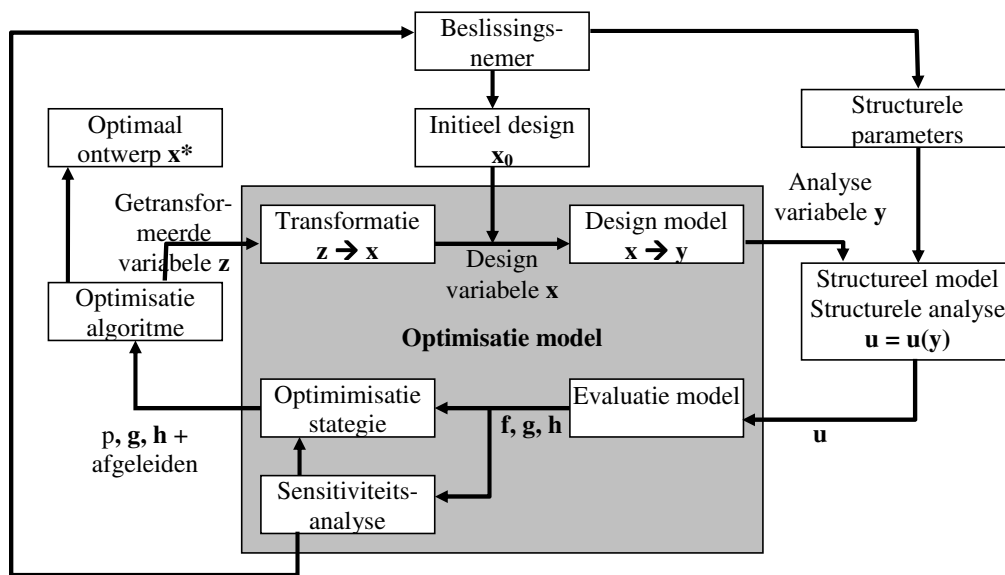 Beslissings-
nemer
Initieel design
x₀
Structurele
parameters
Optimaal
ontwerp x*
Getransfor-
meerde
variabele z
Transformatie
z → x
Design
variabele x
Design model
x → y
Analyse
variabele y
Optimisatie
algoritme
Structureel model
Structurele analyse
u = u(y)
Optimisatie model
Optimimisatie
stategie
f, g, h
Evaluatie model
u
p, g, h +
afgeleiden
Sensitiviteits-
analyse